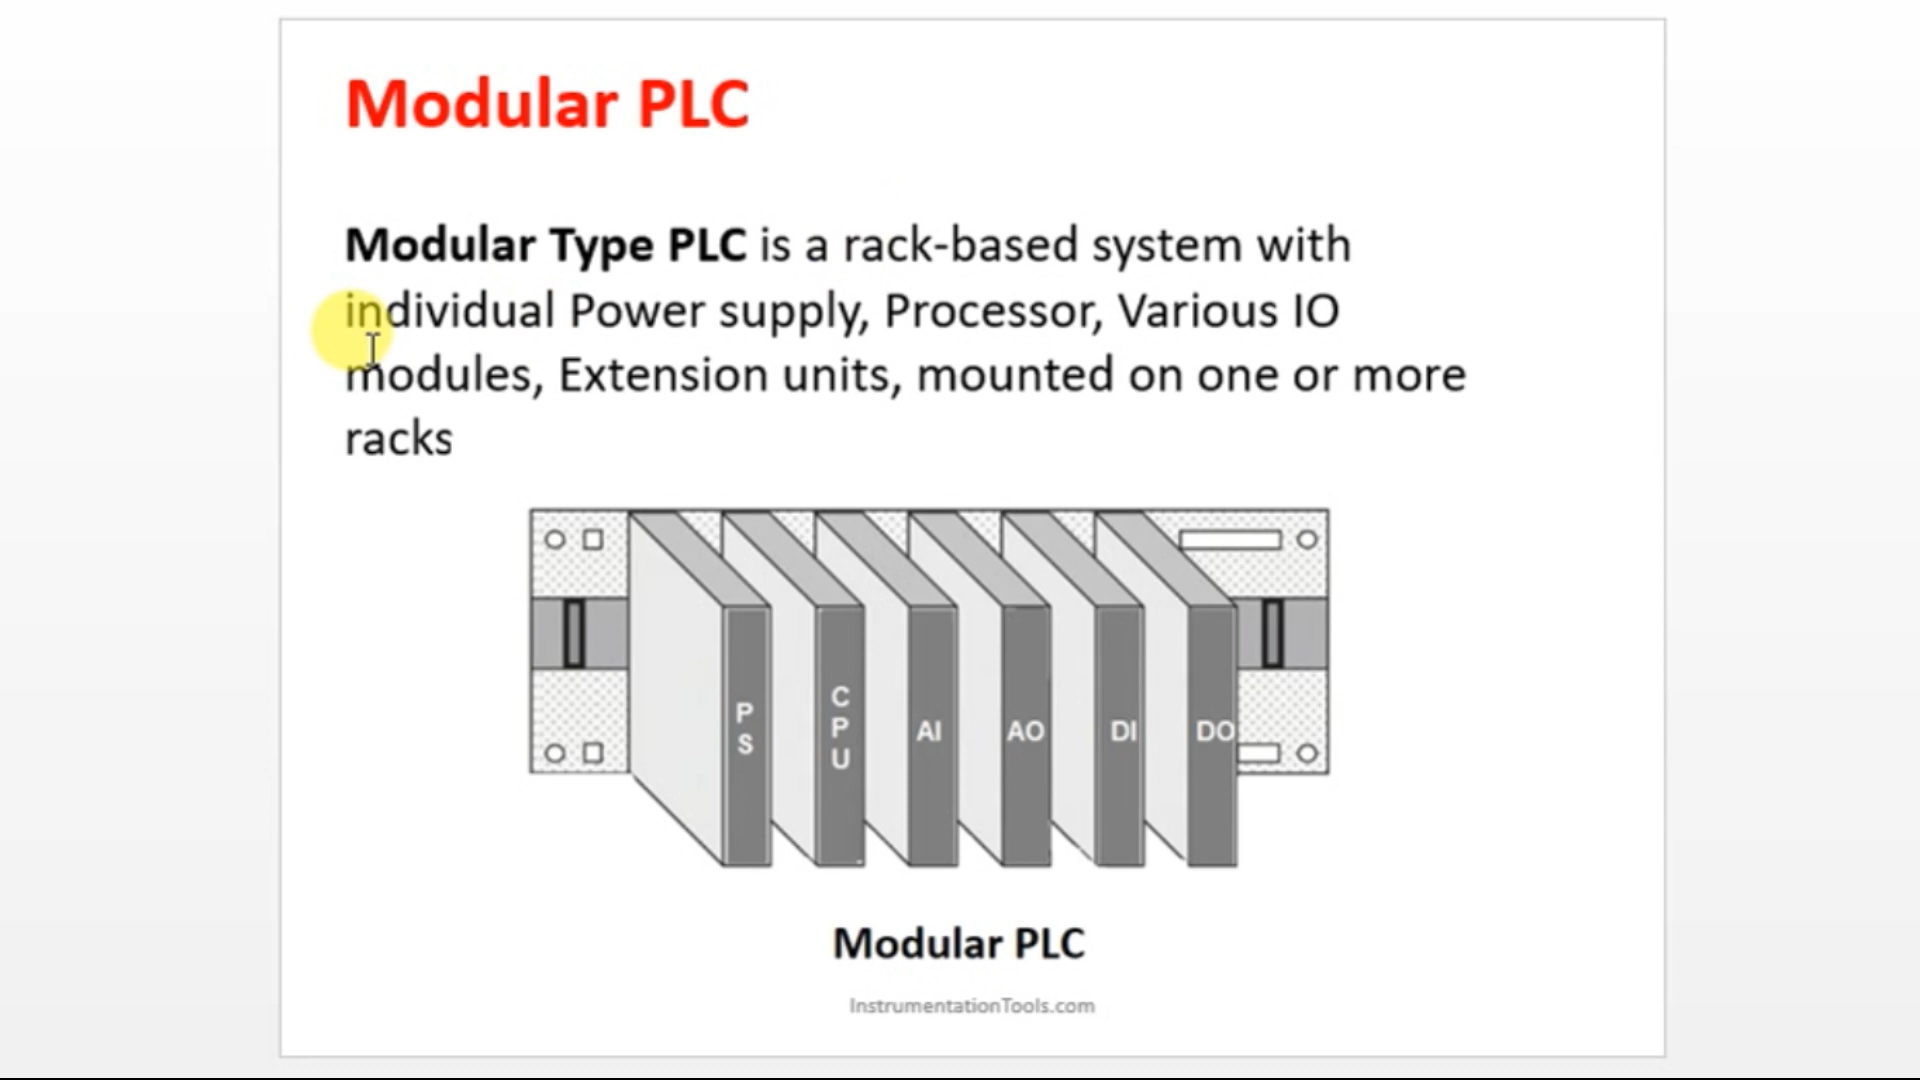 Modular PLC
Modular Type PLC is a rack-based system with
individual Power supply, Processor, Various IO
modules, Extension units, mounted on one or more
racks
PS
CPU
AI
AO
DI
DO
Modular PLC
InstrumentationTools.com